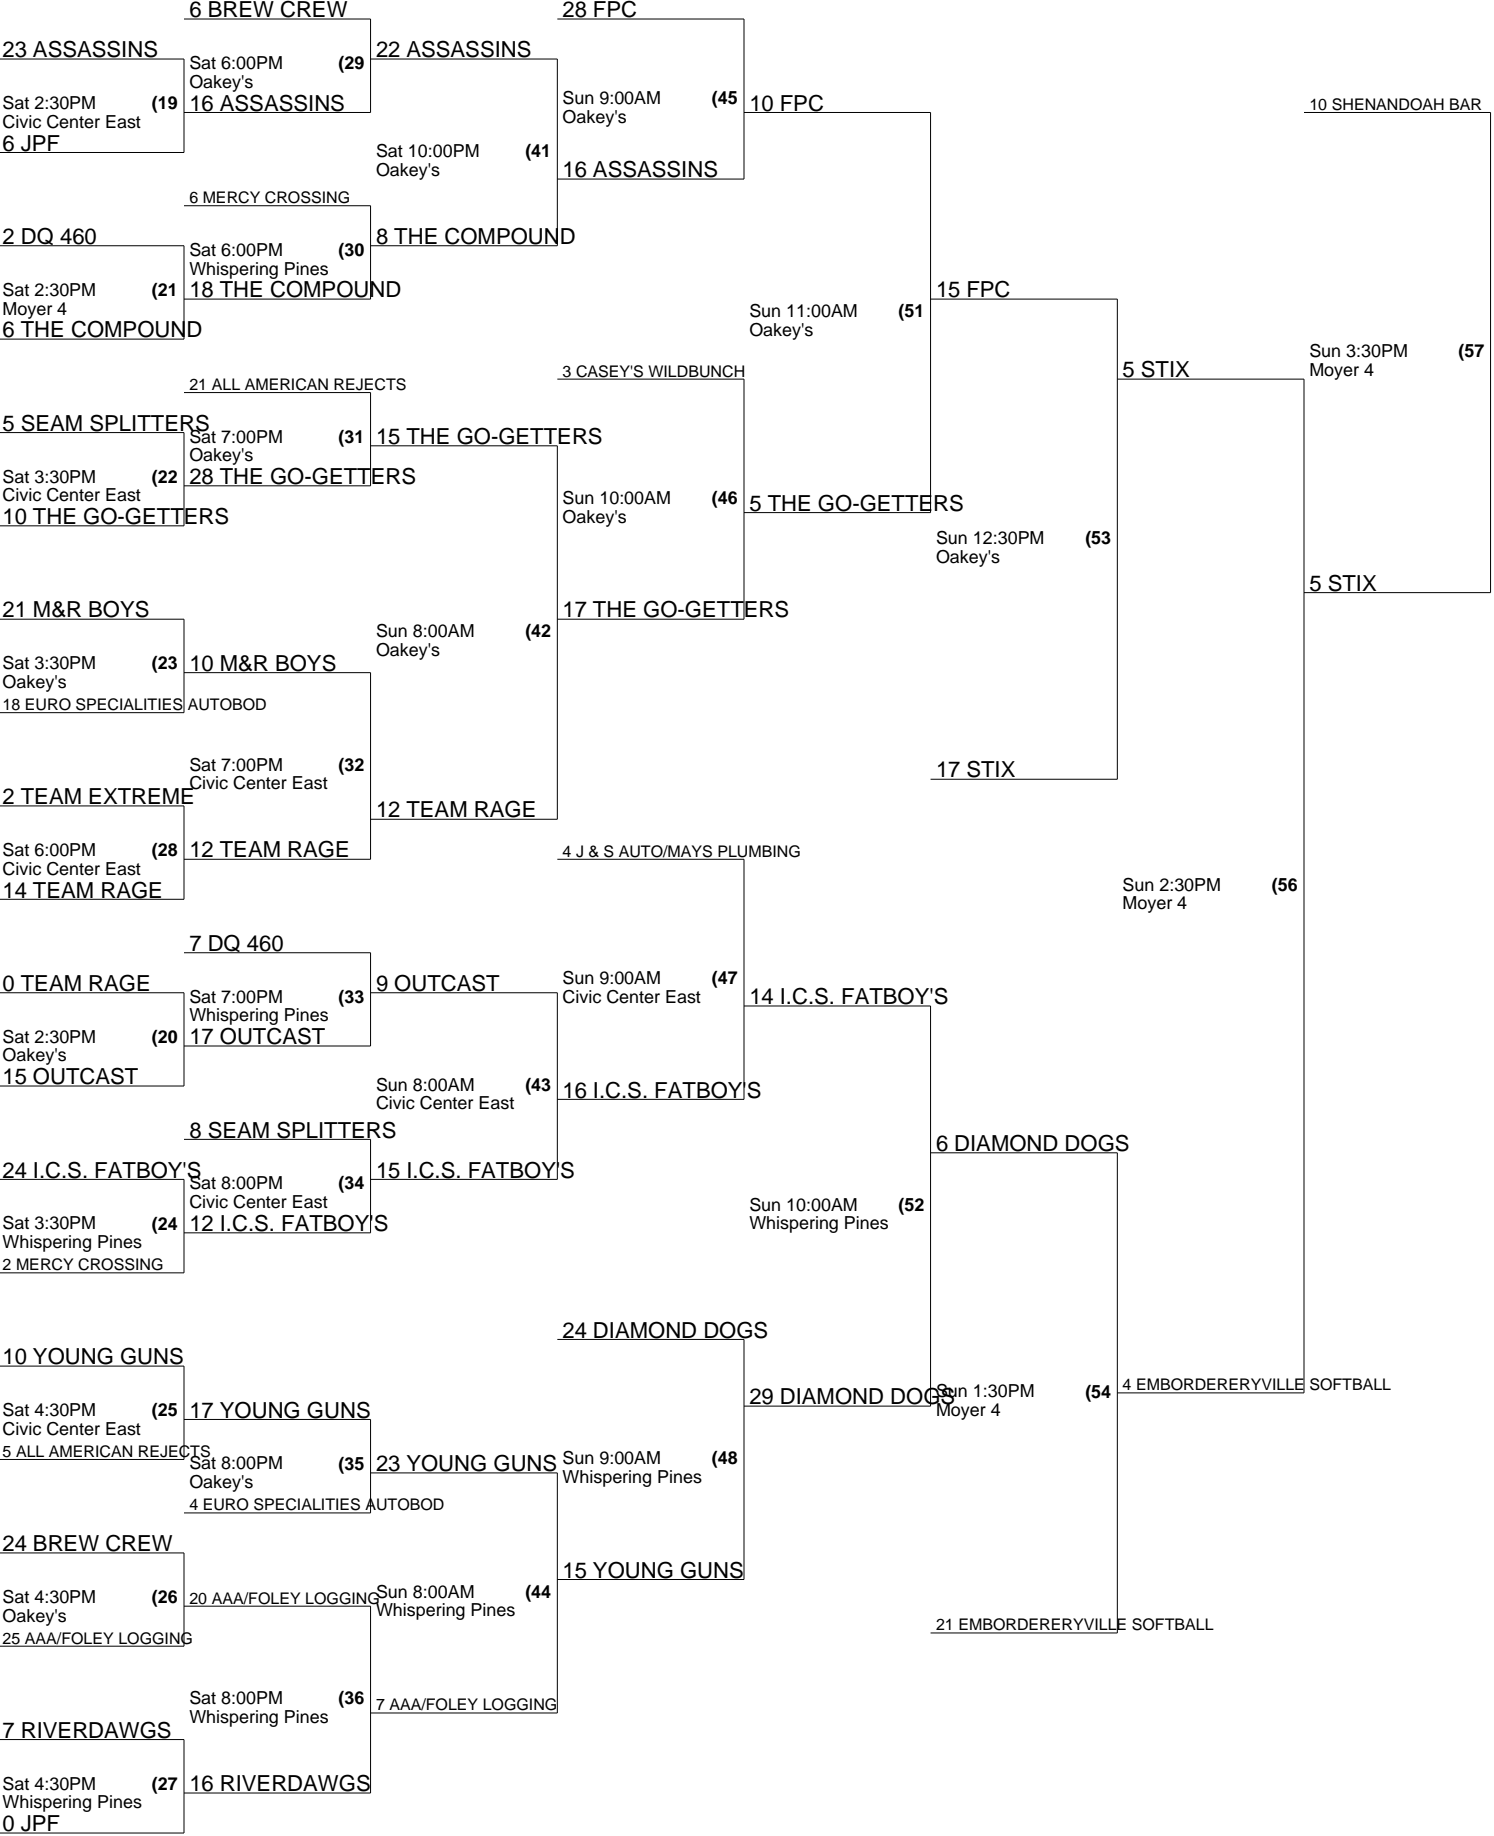 6 BREW CREW
28 FPC
23 ASSASSINS
22 ASSASSINS
Sat 6:00PM (29
Oakey's
Sat 2:30PM (19
Civic Center East
16 ASSASSINS
6 JPF
Sun 9:00AM (45
Oakey's
10 FPC
10 SHENANDOAH BAR
Sat 10:00PM (41
Oakey's
16 ASSASSINS
6 MERCY CROSSING
2 DQ 460
Sat 6:00PM (30
Whispering Pines
8 THE COMPOUND
Sat 2:30PM (21
Moyer 4
18 THE COMPOUND
6 THE COMPOUND
15 FPC
Sun 11:00AM (51
Oakey's
Sun 3:30PM (57
Moyer 4
3 CASEY'S WILDBUNCH
5 STIX
21 ALL AMERICAN REJECTS
5 SEAM SPLITTERS
Sat 7:00PM (31
Oakey's
15 THE GO-GETTERS
Sat 3:30PM (22
Civic Center East
28 THE GO-GETTERS
10 THE GO-GETTERS
Sun 10:00AM (46
Oakey's
5 THE GO-GETTERS
Sun 12:30PM (53
Oakey's
5 STIX
21 M&R BOYS
17 THE GO-GETTERS
Sun 8:00AM (42
Oakey's
Sat 3:30PM (23
Oakey's
10 M&R BOYS
18 EURO SPECIALITIES AUTOBOD
Sat 7:00PM (32
Civic Center East
17 STIX
2 TEAM EXTREME
12 TEAM RAGE
Sat 6:00PM (28
Civic Center East
12 TEAM RAGE
14 TEAM RAGE
4 J & S AUTO/MAYS PLUMBING
Sun 2:30PM (56
Moyer 4
7 DQ 460
0 TEAM RAGE
Sat 7:00PM (33
Whispering Pines
9 OUTCAST
Sun 9:00AM (47
Civic Center East
14 I.C.S. FATBOY'S
Sat 2:30PM (20
Oakey's
17 OUTCAST
15 OUTCAST
Sun 8:00AM (43
Civic Center East
16 I.C.S. FATBOY'S
8 SEAM SPLITTERS
6 DIAMOND DOGS
24 I.C.S. FATBOY'S
Sat 8:00PM (34
Civic Center East
15 I.C.S. FATBOY'S
Sat 3:30PM (24
Whispering Pines
12 I.C.S. FATBOY'S
2 MERCY CROSSING
Sun 10:00AM (52
Whispering Pines
24 DIAMOND DOGS
10 YOUNG GUNS
29 DIAMOND DOGS
Sun 1:30PM (54
Moyer 4
4 EMBORDERERYVILLE SOFTBALL
Sat 4:30PM (25
Civic Center East
17 YOUNG GUNS
5 ALL AMERICAN REJECTS
Sat 8:00PM (35
Oakey's
23 YOUNG GUNS
Sun 9:00AM (48
Whispering Pines
4 EURO SPECIALITIES AUTOBOD
24 BREW CREW
15 YOUNG GUNS
Sat 4:30PM (26
Oakey's
20 AAA/FOLEY LOGGING
Sun 8:00AM (44
Whispering Pines
25 AAA/FOLEY LOGGING
21 EMBORDERERYVILLE SOFTBALL
Sat 8:00PM (36
Whispering Pines
7 AAA/FOLEY LOGGING
7 RIVERDAWGS
Sat 4:30PM (27
Whispering Pines
16 RIVERDAWGS
0 JPF